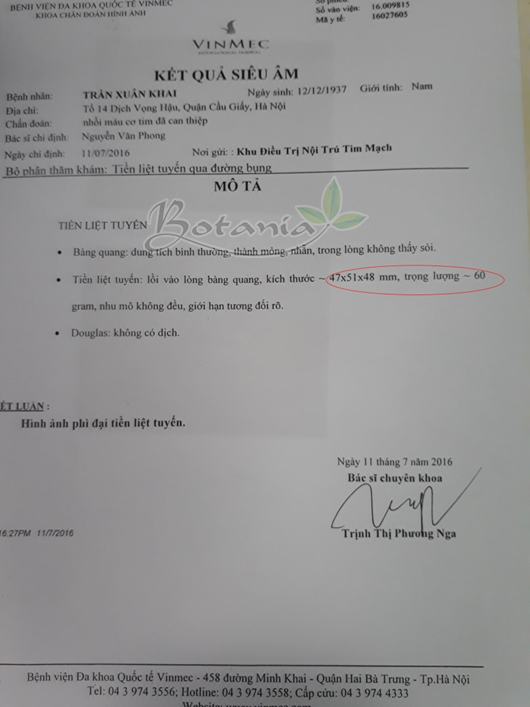 BỆNH VIỆN ĐA KHOA QUỐC TẾ VINMEC
KHOA CHẨN ĐOÁN HÌNH ẢNH
Số vào viện: 16.009815
Mã y tế: 16027605
VINMEC
KẾT QUẢ SIÊU ÂM
Bệnh nhân: TRẦN XUÂN KHAI Ngày sinh: 12/12/1937 Giới tính: Nam
Địa chỉ: Tổ 14 Dịch Vọng Hậu, Quận Cầu Giấy, Hà Nội
Chẩn đoán: nhồi máu cơ tim đã can thiệp
Bác sĩ chỉ định: Nguyễn Văn Phong
Ngày chỉ định: 11/07/2016 Nơi gửi: : Khu Điều Trị Nội Trú Tim Mạch
Bộ phân thăm khám: Tiền liệt tuyến qua đường bụng
MÔ TẢ
Botania
TIỀN LIỆT TUYẾN
• Bàng quang: dung tích bình thường, thành mỏng, nhẵn, trong lòng không thấy sỏi.
• Tiền liệt tuyến: lồi vào lòng bàng quang, kích thước ~ 47x51x48 mm, trọng lượng ~ 60
gram, nhu mô không đều, giới hạn tương đối rõ.
• Douglas: không có dịch.
ẾT LUẬN :
Hình ảnh phì đại tiền liệt tuyến.
Ngày 11 tháng 7 năm 2016
Bác sĩ chuyên khoa
Trịnh Thị Phương Nga
16:27PM 11/7/2016
Bệnh viện Đa khoa Quốc tế Vinmec - 458 đường Minh Khai - Quận Hai Bà Trưng - Tp.Hà Nội
Tel: 04 3 974 3556; Hotline: 04 3 974 3558; Cấp cứu: 04 3 974 4333